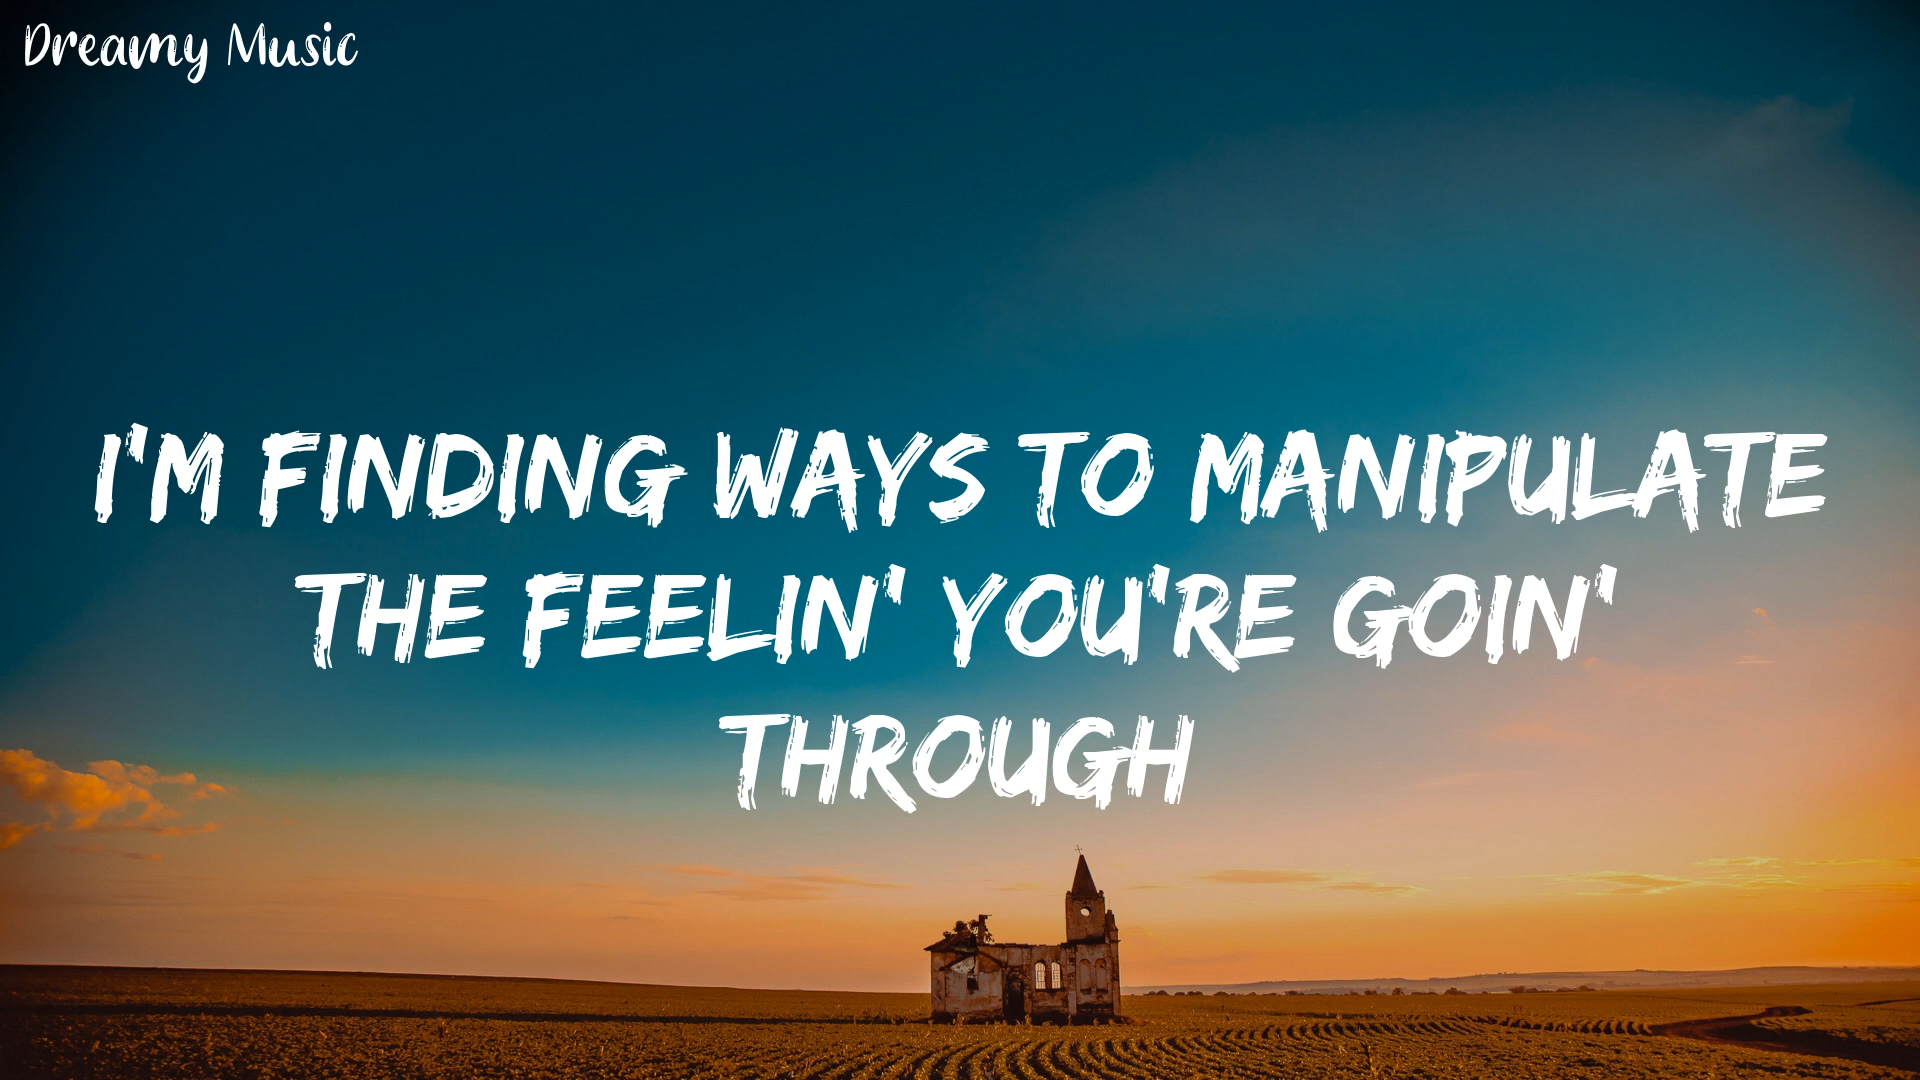 Dreamy Music
I'M FINDING WAYS TO MANIPULATE
THE FEELIN' YOU'RE GOIN'
THROUGH